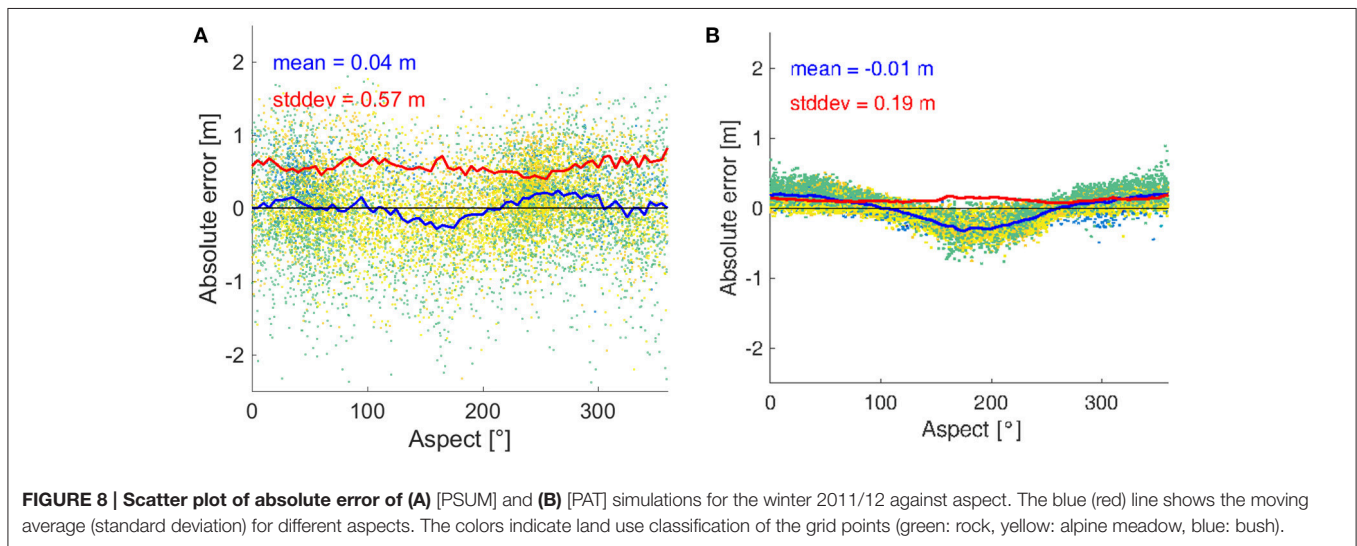 A
mean = 0.04 m
stddev = 0.57 m
Absolute error [m]
2
1
0
-1
-2
0
100
200
300
Aspect [°]
B
mean = -0.01 m
stddev = 0.19 m
Absolute error [m]
2
1
0
-1
-2
0
100
200
300
Aspect [°]
FIGURE 8 | Scatter plot of absolute error of (A) [PSUM] and (B) [PAT] simulations for the winter 2011/12 against aspect. The blue (red) line shows the moving
average (standard deviation) for different aspects. The colors indicate land use classification of the grid points (green: rock, yellow: alpine meadow, blue: bush).